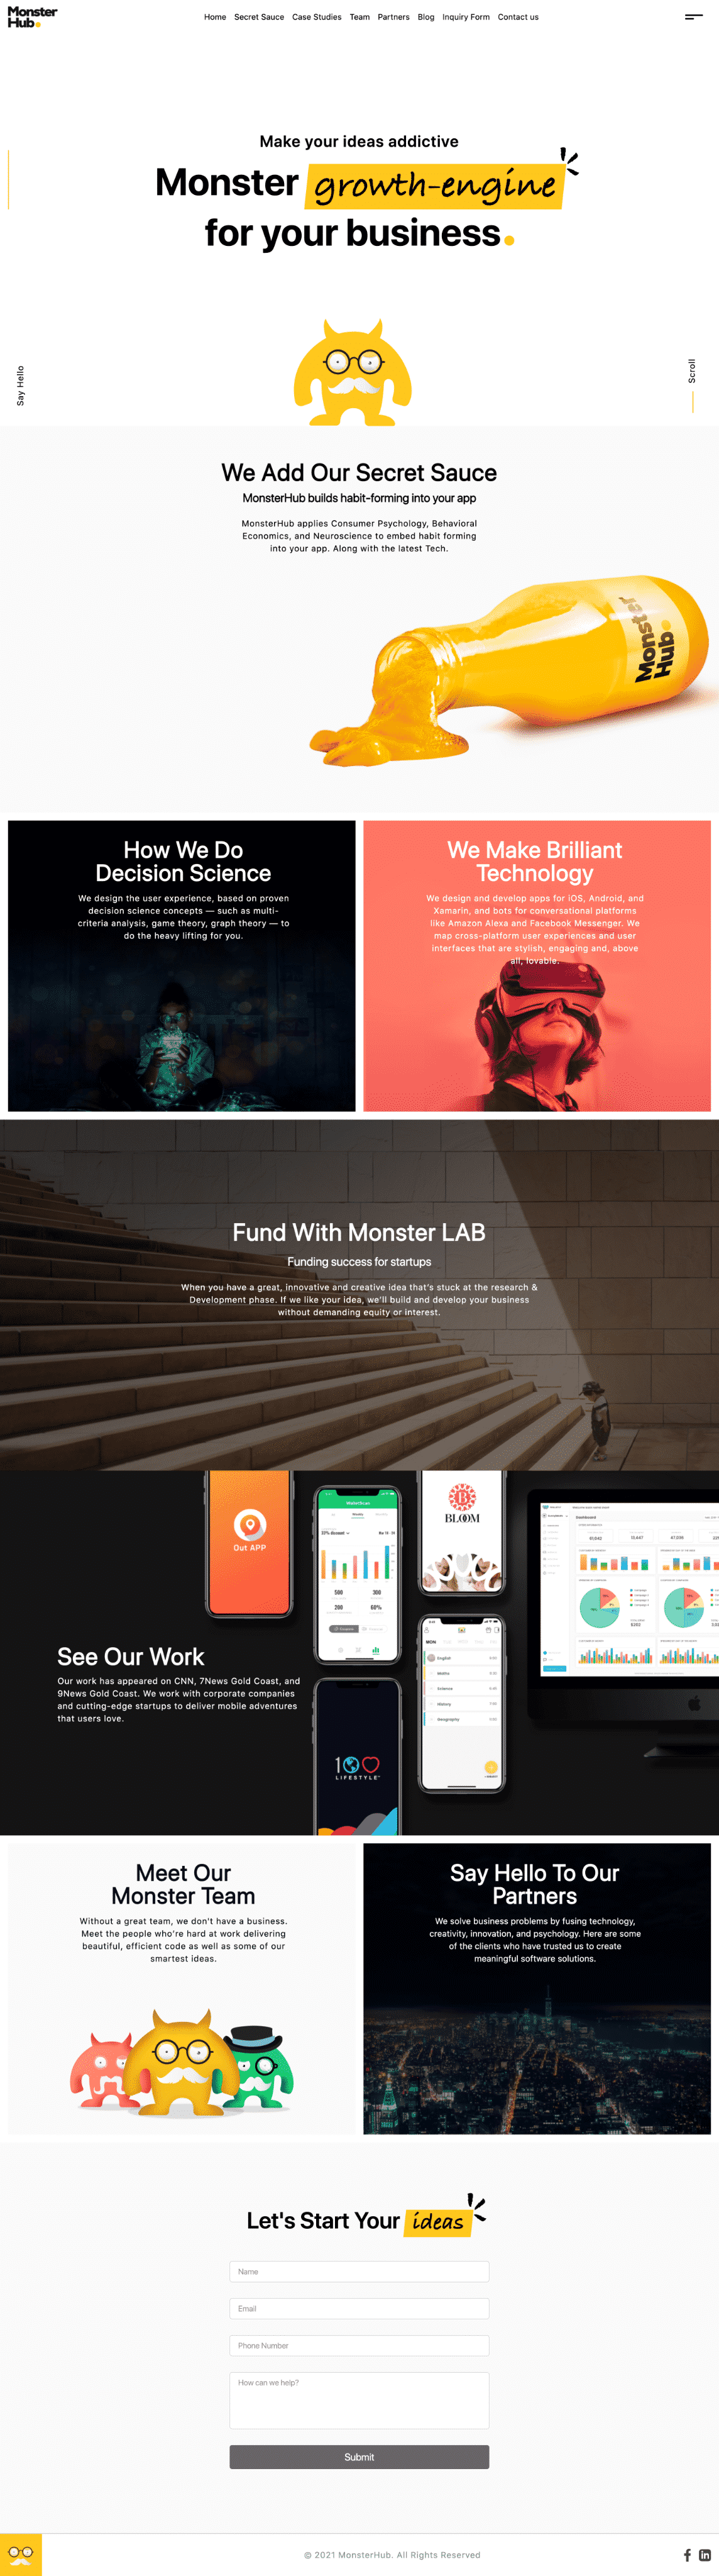 Monster
Hub.
Home Secret Sauce Case Studies Team Partners Blog Inquiry Form Contact us
Make your ideas addictive
Monster growth-engine
for your business.
Say Hello
Scroll
We Add Our Secret Sauce
MonsterHub builds habit-forming into your app
MonsterHub applies Consumer Psychology, Behavioral
Economics, and Neuroscience to embed habit forming
into your app. Along with the latest Tech.
Monster
Hub.
How We Do
Decision Science
We design the user experience, based on proven
decision science concepts — such as multi-
criteria analysis, game theory, graph theory — to
do the heavy lifting for you.
We Make Brilliant
Technology
We design and develop apps for iOS, Android, and
Xamarin, and bots for conversational platforms
like Amazon Alexa and Facebook Messenger. We
map cross-platform user experiences and user
interfaces that are stylish, engaging and, above
all, lovable.
Fund With Monster LAB
Funding success for startups
When you have a great, innovative and creative idea that's stuck at the research &
Development phase. If we like your idea, we'll build and develop your business
without demanding equity or interest.
Out APP
33% discount
500
300
200
60%
B
BLOOM
MON
English
Maths
Science
History
Geography
Dashboard
100
LIFESTYLE
See Our Work
Our work has appeared on CNN, 7News Gold Coast, and
9News Gold Coast. We work with corporate companies
and cutting-edge startups to deliver mobile adventures
that users love.
Meet Our
Monster Team
Without a great team, we don't have a business.
Meet the people who're hard at work delivering
beautiful, efficient code as well as some of our
smartest ideas.
Say Hello To Our
Partners
We solve business problems by fusing technology,
creativity, innovation, and psychology. Here are some
of the clients who have trusted us to create
meaningful software solutions.
Let's Start Your ideas
Name
Email
Phone Number
How can we help?
Submit
© 2021 MonsterHub. All Rights Reserved
f in